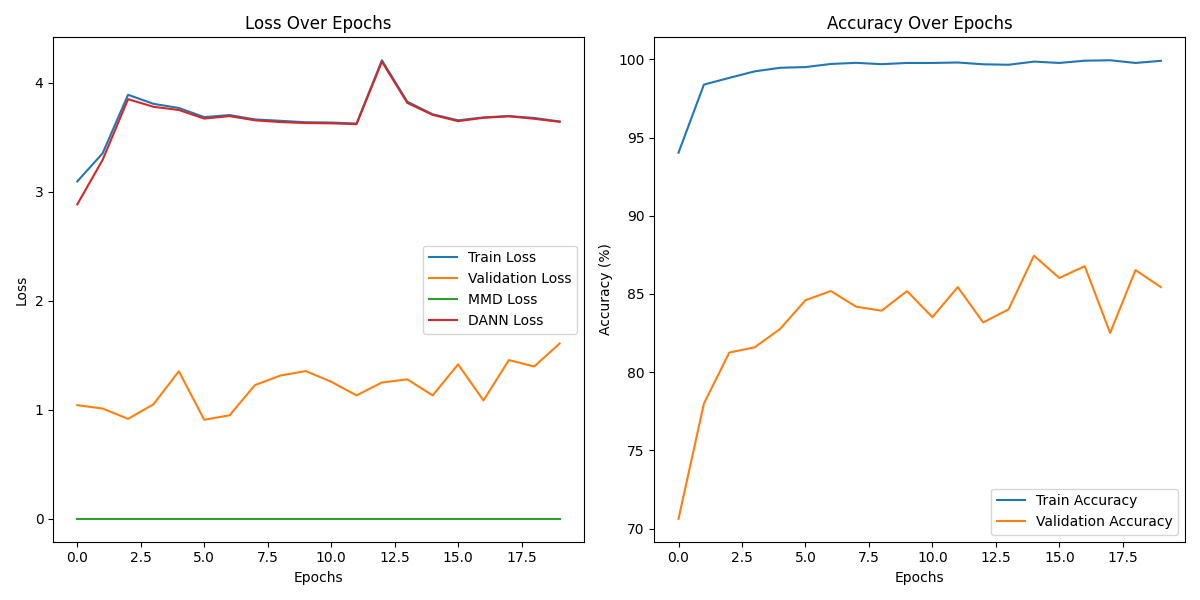 Loss Over Epochs
4
3
2
1
0
Loss
Train Loss
Validation Loss
MMD Loss
DANN Loss
0.0 2.5 5.0 7.5 10.0 12.5 15.0 17.5
Epochs
Accuracy Over Epochs
100
95
90
85
80
75
70
Accuracy (%)
Train Accuracy
Validation Accuracy
0.0 2.5 5.0 7.5 10.0 12.5 15.0 17.5
Epochs